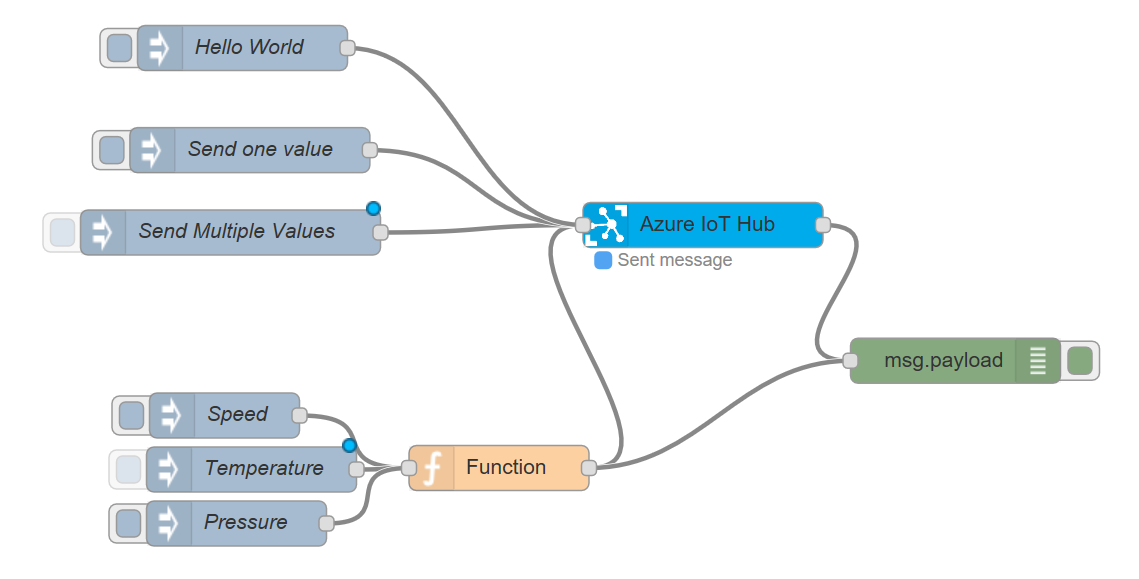 Hello World
Send one value
Send Multiple Values
Azure IoT Hub
Sent message
msg.payload
Speed
Temperature
Function
Pressure